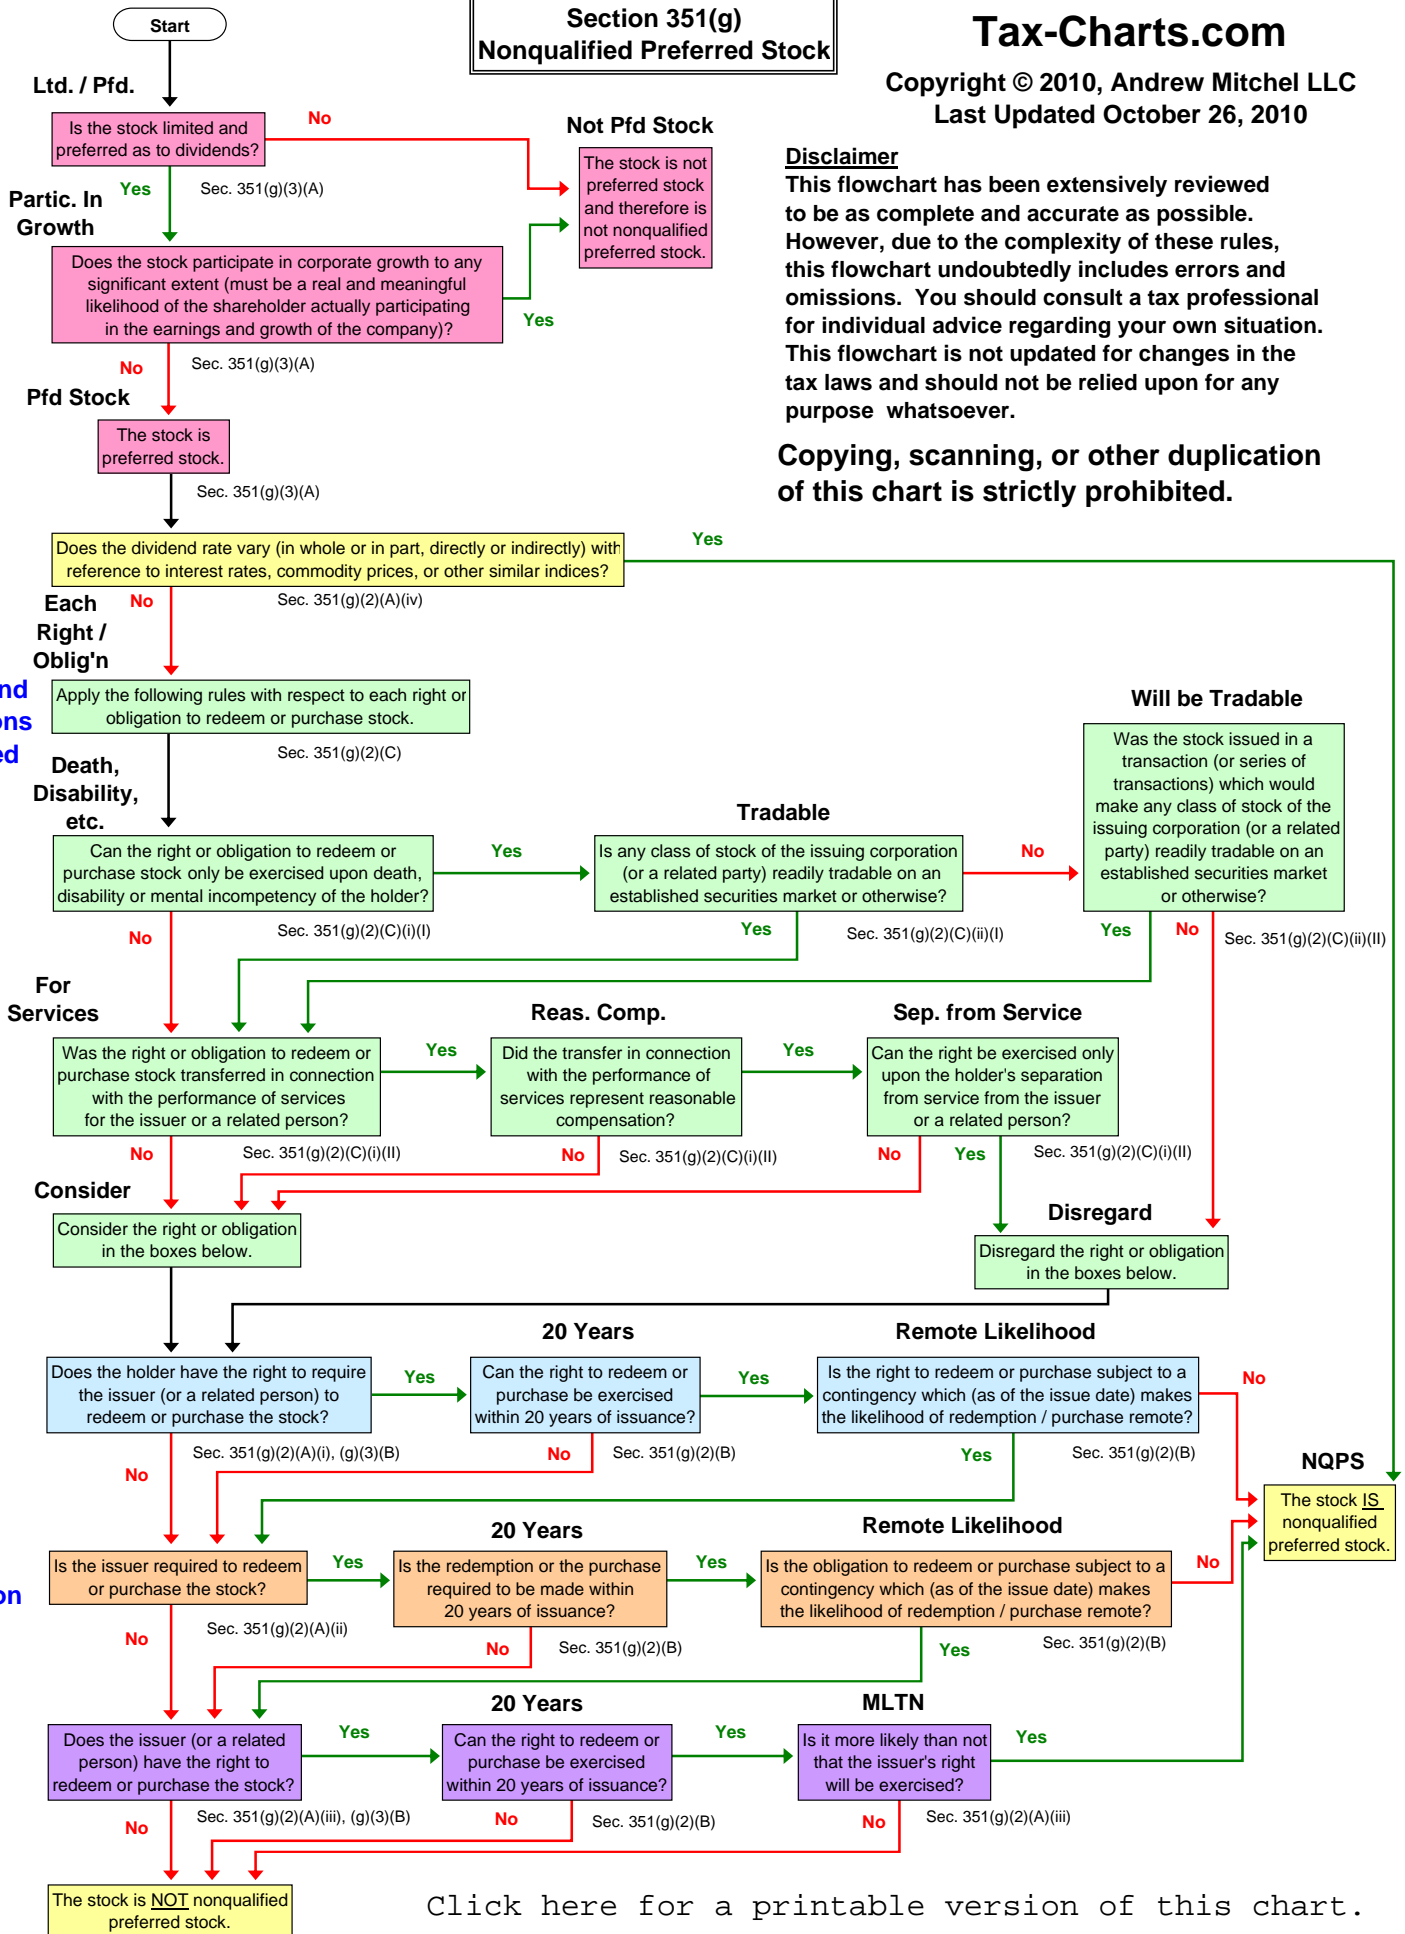 Start
Section 351(g)
Nonqualified Preferred Stock
Tax-Charts.com
Copyright © 2010, Andrew Mitchel LLC
Last Updated October 26, 2010
Disclaimer
This flowchart has been extensively reviewed
to be as complete and accurate as possible.
However, due to the complexity of these rules,
this flowchart undoubtedly includes errors and
omissions. You should consult a tax professional
for individual advice regarding your own situation.
This flowchart is not updated for changes in the
tax laws and should not be relied upon for any
purpose whatsoever.
Copying, scanning, or other duplication
of this chart is strictly prohibited.
Ltd. / Pfd.
Is the stock limited and
preferred as to dividends?
No
Yes
Sec. 351(g)(3)(A)
Not Pfd Stock
The stock is not
preferred stock
and therefore is
not nonqualified
preferred stock.
Partic. In
Growth
Does the stock participate in corporate growth to any
significant extent (must be a real and meaningful
likelihood of the shareholder actually participating
in the earnings and growth of the company)?
Yes
No
Sec. 351(g)(3)(A)
Pfd Stock
The stock is
preferred stock.
Sec. 351(g)(3)(A)
Does the dividend rate vary (in whole or in part, directly or indirectly) with
reference to interest rates, commodity prices, or other similar indices?
Yes
No
Sec. 351(g)(2)(A)(iv)
Each
Right /
Oblig'n
Apply the following rules with respect to each right or
obligation to redeem or purchase stock.
Sec. 351(g)(2)(C)
Death,
Disability,
etc.
Can the right or obligation to redeem or
purchase stock only be exercised upon death,
disability or mental incompetency of the holder?
Yes
No
Sec. 351(g)(2)(C)(i)(I)
Tradable
Is any class of stock of the issuing corporation
(or a related party) readily tradable on an
established securities market or otherwise?
No
Yes
Sec. 351(g)(2)(C)(ii)(I)
Will be Tradable
Was the stock issued in a
transaction (or series of
transactions) which would
make any class of stock of the
issuing corporation (or a related
party) readily tradable on an
established securities market
or otherwise?
Yes
No
Sec. 351(g)(2)(C)(ii)(II)
For
Services
Was the right or obligation to redeem or
purchase stock transferred in connection
with the performance of services
for the issuer or a related person?
Yes
No
Sec. 351(g)(2)(C)(i)(II)
Reas. Comp.
Did the transfer in connection
with the performance of
services represent reasonable
compensation?
Yes
No
Sec. 351(g)(2)(C)(i)(II)
Sep. from Service
Can the right be exercised only
upon the holder's separation
from service from the issuer
or a related person?
No
Yes
Sec. 351(g)(2)(C)(i)(II)
Consider
Consider the right or obligation
in the boxes below.
Disregard
Disregard the right or obligation
in the boxes below.
Does the holder have the right to require
the issuer (or a related person) to
redeem or purchase the stock?
Yes
No
Sec. 351(g)(2)(A)(i), (g)(3)(B)
20 Years
Can the right to redeem or
purchase be exercised
within 20 years of issuance?
Yes
No
Sec. 351(g)(2)(B)
Remote Likelihood
Is the right to redeem or purchase subject to a
contingency which (as of the issue date) makes
the likelihood of redemption / purchase remote?
No
Yes
Sec. 351(g)(2)(B)
NQPS
The stock IS
nonqualified
preferred stock.
Is the issuer required to redeem
or purchase the stock?
Yes
No
Sec. 351(g)(2)(A)(ii)
20 Years
Is the redemption or the purchase
required to be made within
20 years of issuance?
Yes
No
Sec. 351(g)(2)(B)
Remote Likelihood
Is the obligation to redeem or purchase subject to a
contingency which (as of the issue date) makes
the likelihood of redemption / purchase remote?
No
Yes
Sec. 351(g)(2)(B)
Does the issuer (or a related
person) have the right to
redeem or purchase the stock?
Yes
No
Sec. 351(g)(2)(A)(iii), (g)(3)(B)
20 Years
Can the right to redeem or
purchase be exercised
within 20 years of issuance?
Yes
No
Sec. 351(g)(2)(B)
MLTN
Is it more likely than not
that the issuer's right
will be exercised?
Yes
No
Sec. 351(g)(2)(A)(iii)
The stock is NOT nonqualified
preferred stock.
Click here for a printable version of this chart.